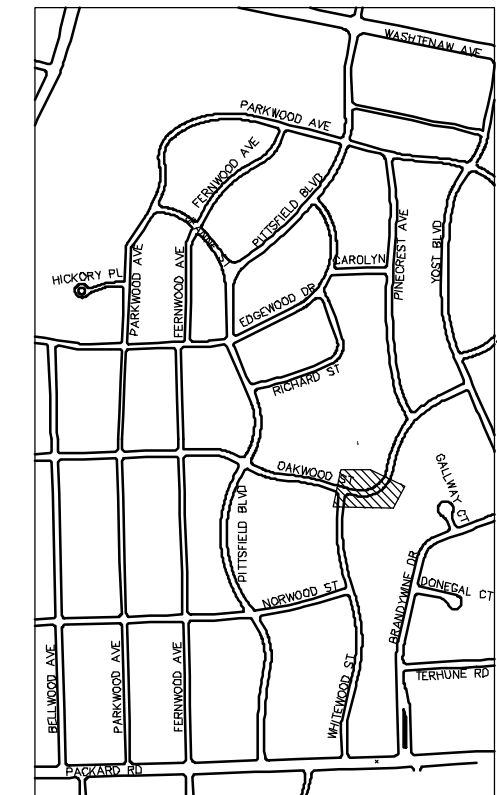 WASHTENAW AVE
PARKWOOD AVE
FERNWOOD AVE
PITTSFIELD BLVD
CAROLYN
PINECREST AVE
YOST BLVD
HICKORY PL
PARKWOOD AVE
FERNWOOD AVE
EDGEWOOD DR
RICHARD ST
OAKWOOD ST
GALLWAY CT
PITTSFIELD BLVD
NORWOOD ST
BRANDYWINE DR
DONEGAL CT
BELLWOOD AVE
PARKWOOD AVE
FERNWOOD AVE
WHITEWOOD ST
TERHUNE RD
PACKARD RD